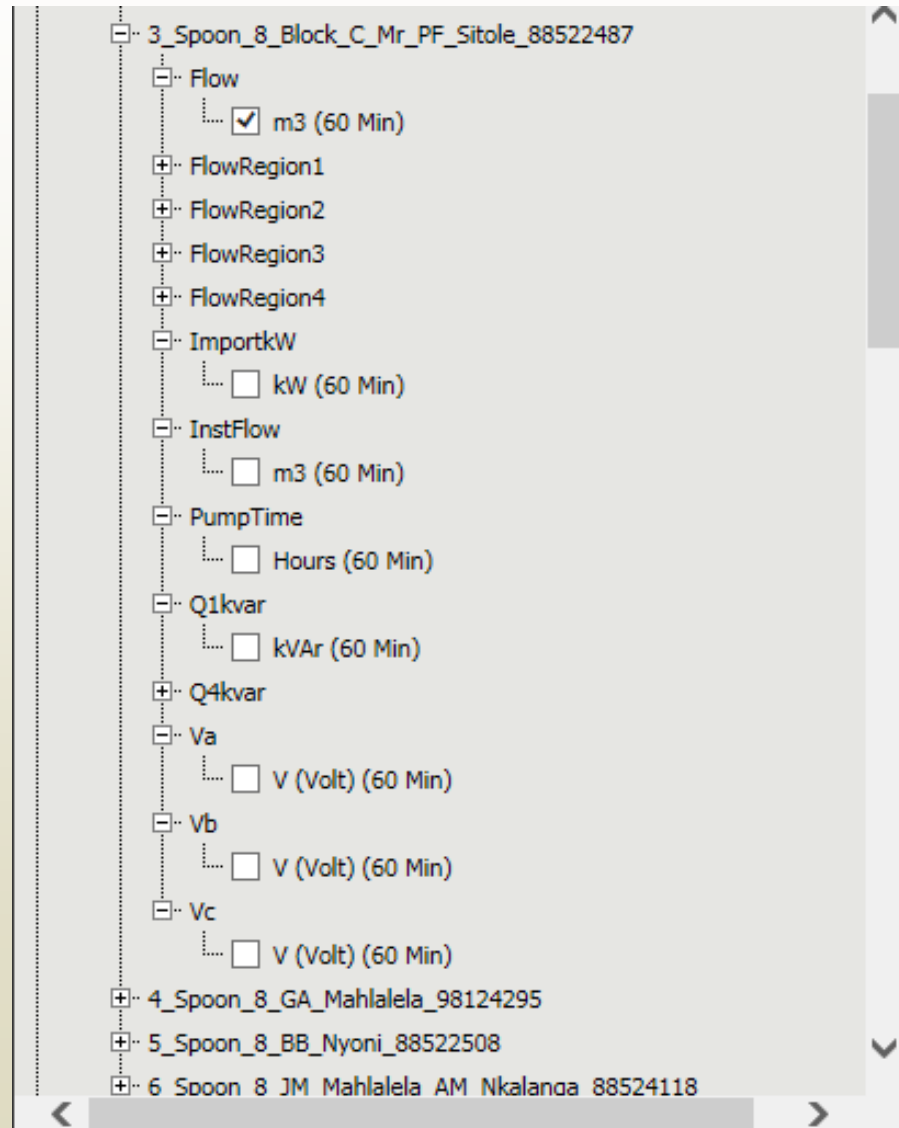 3_Spoon_8_Block_C_Mr_PF_Sitole_88522487
Flow
m3 (60 Min)
FlowRegion1
FlowRegion2
FlowRegion3
FlowRegion4
ImportkW
kW (60 Min)
InstFlow
m3 (60 Min)
PumpTime
Hours (60 Min)
Q1kvar
kVAr (60 Min)
Q4kvar
Va
V (Volt) (60 Min)
Vb
V (Volt) (60 Min)
Vc
V (Volt) (60 Min)
4_Spoon_8_GA_Mahlalela_98124295
5_Spoon_8_BB_Nyoni_88522508
6_Spoon_8_JM_Mahlalela_AM_Nkalanga_88524118